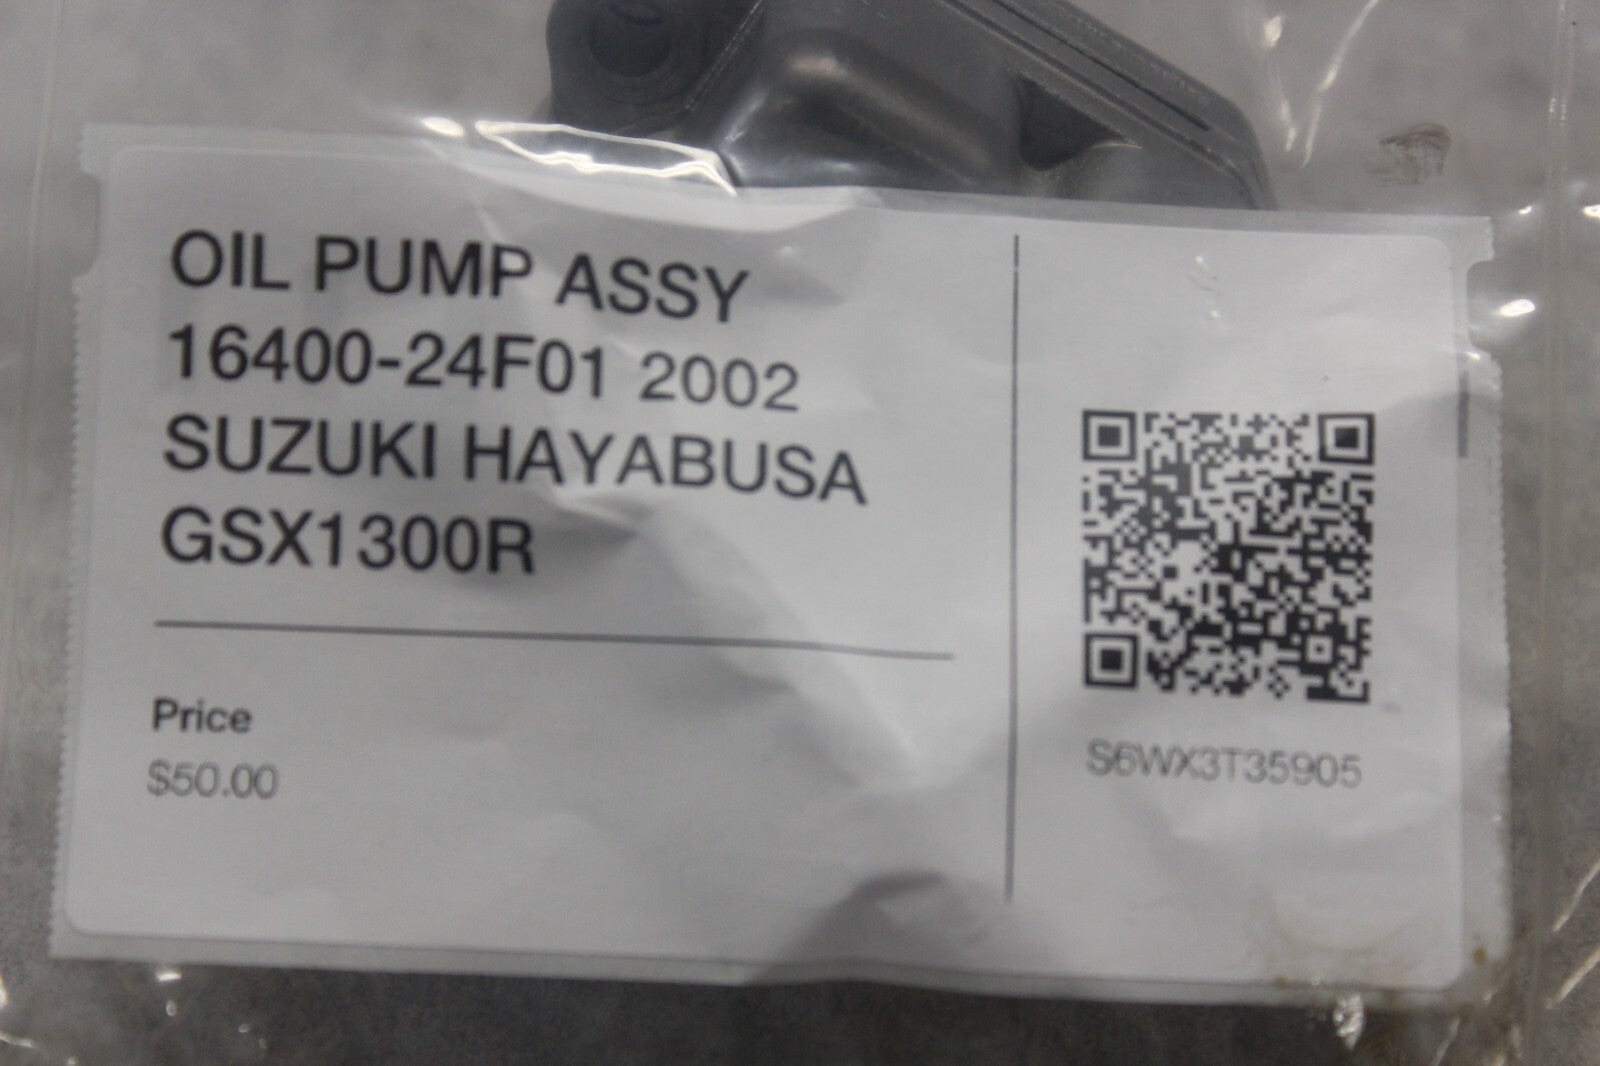 OIL PUMP ASSY
16400-24F01 2002
SUZUKI HAYABUSA
GSX1300R
Price
$50.00
S6WX3T35905